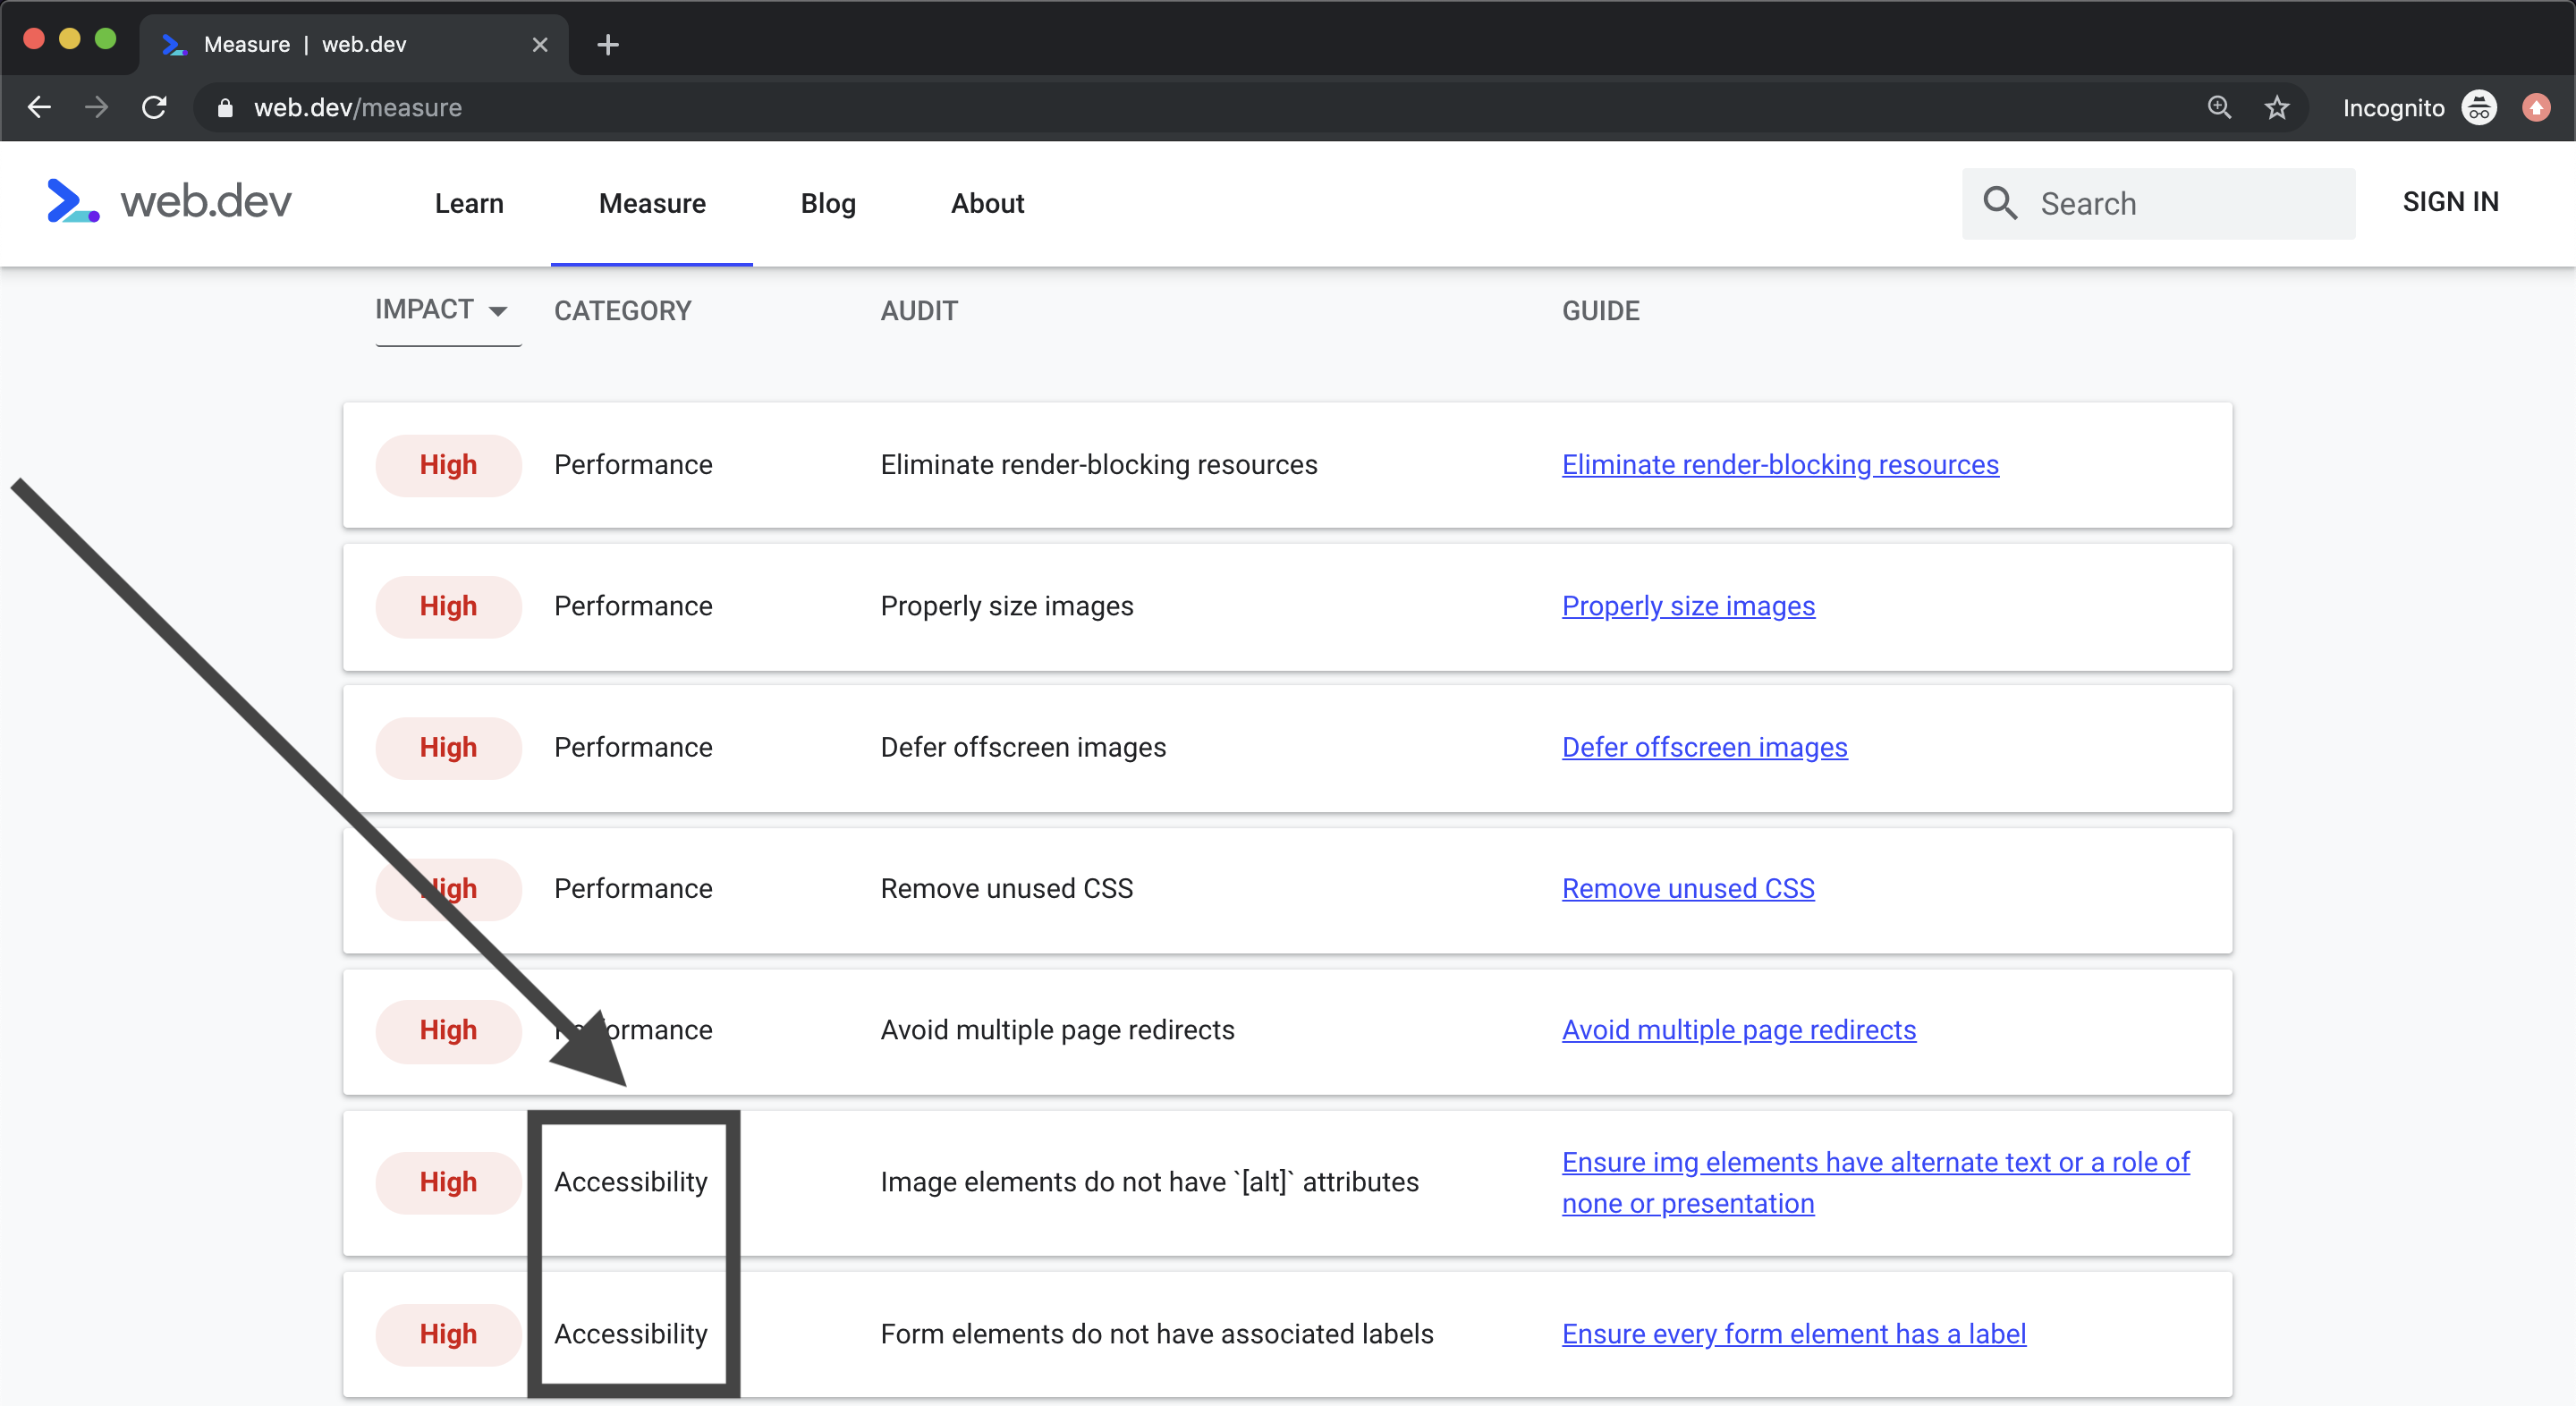 Measure | web.dev
web.dev/measure
Incognito
web.dev
Learn
Measure
Blog
About
Search
SIGN IN
IMPACT
CATEGORY
AUDIT
GUIDE
High Performance Eliminate render-blocking resources Eliminate render-blocking resources
High Performance Properly size images Properly size images
High Performance Defer offscreen images Defer offscreen images
High Performance Remove unused CSS Remove unused CSS
High Performance Avoid multiple page redirects Avoid multiple page redirects
High Accessibility Image elements do not have `[alt]` attributes Ensure img elements have alternate text or a role of
none or presentation
High Accessibility Form elements do not have associated labels Ensure every form element has a label